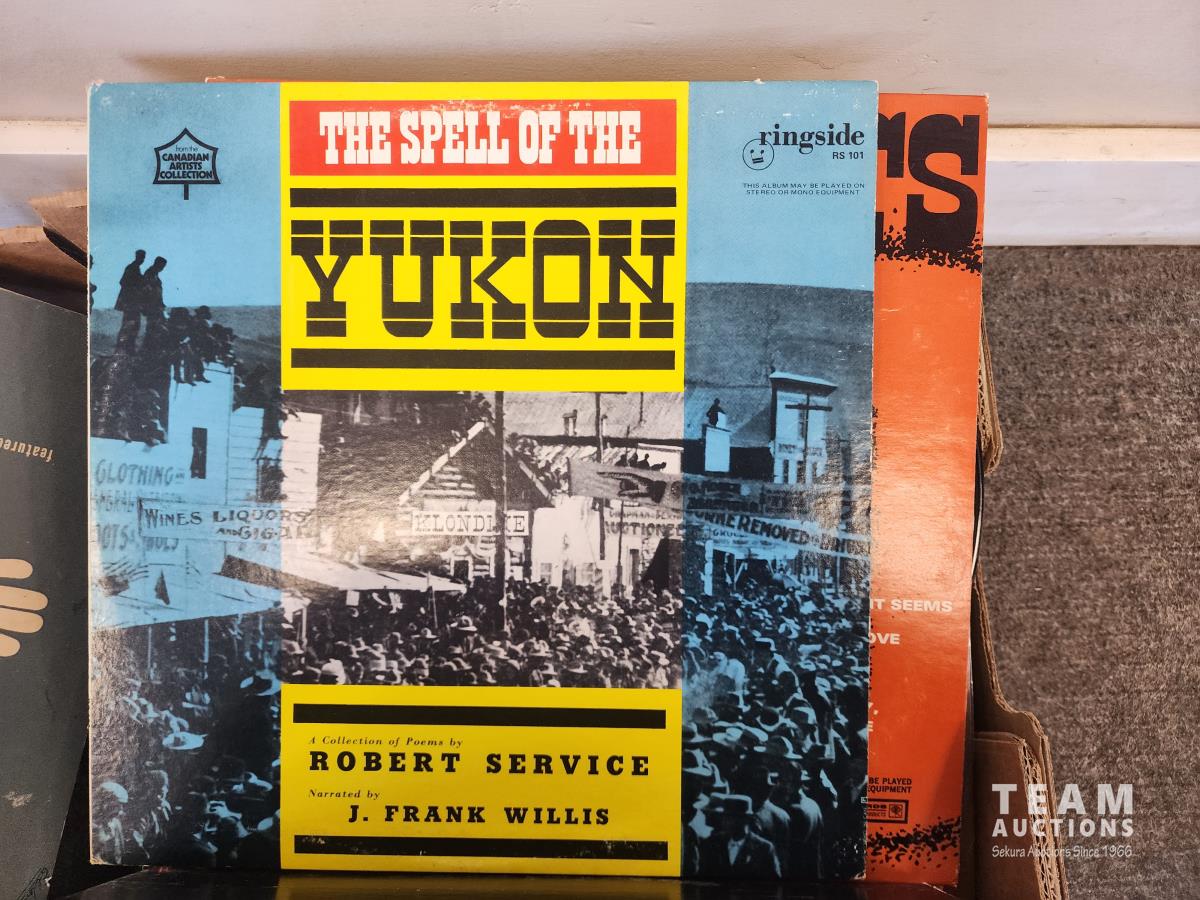 from the
CANADIAN
ARTISTS
COLLECTION
THE SPELL OF THE
YUKON
ringside
RS 101
THIS ALBUM MAY BE PLAYED ON
STEREO OR MONO EQUIPMENT
CLOTHING
WINES LIQUORS
KLONDIKE
REMOVED
A Collection of Poems by
ROBERT SERVICE
Narrated by
J. FRANK WILLIS
S
IT SEEMS
OVE
BE PLAYED
EQUIPMENT
featured
TEAM
AUCTIONS
Sekura Auctions Since 1966